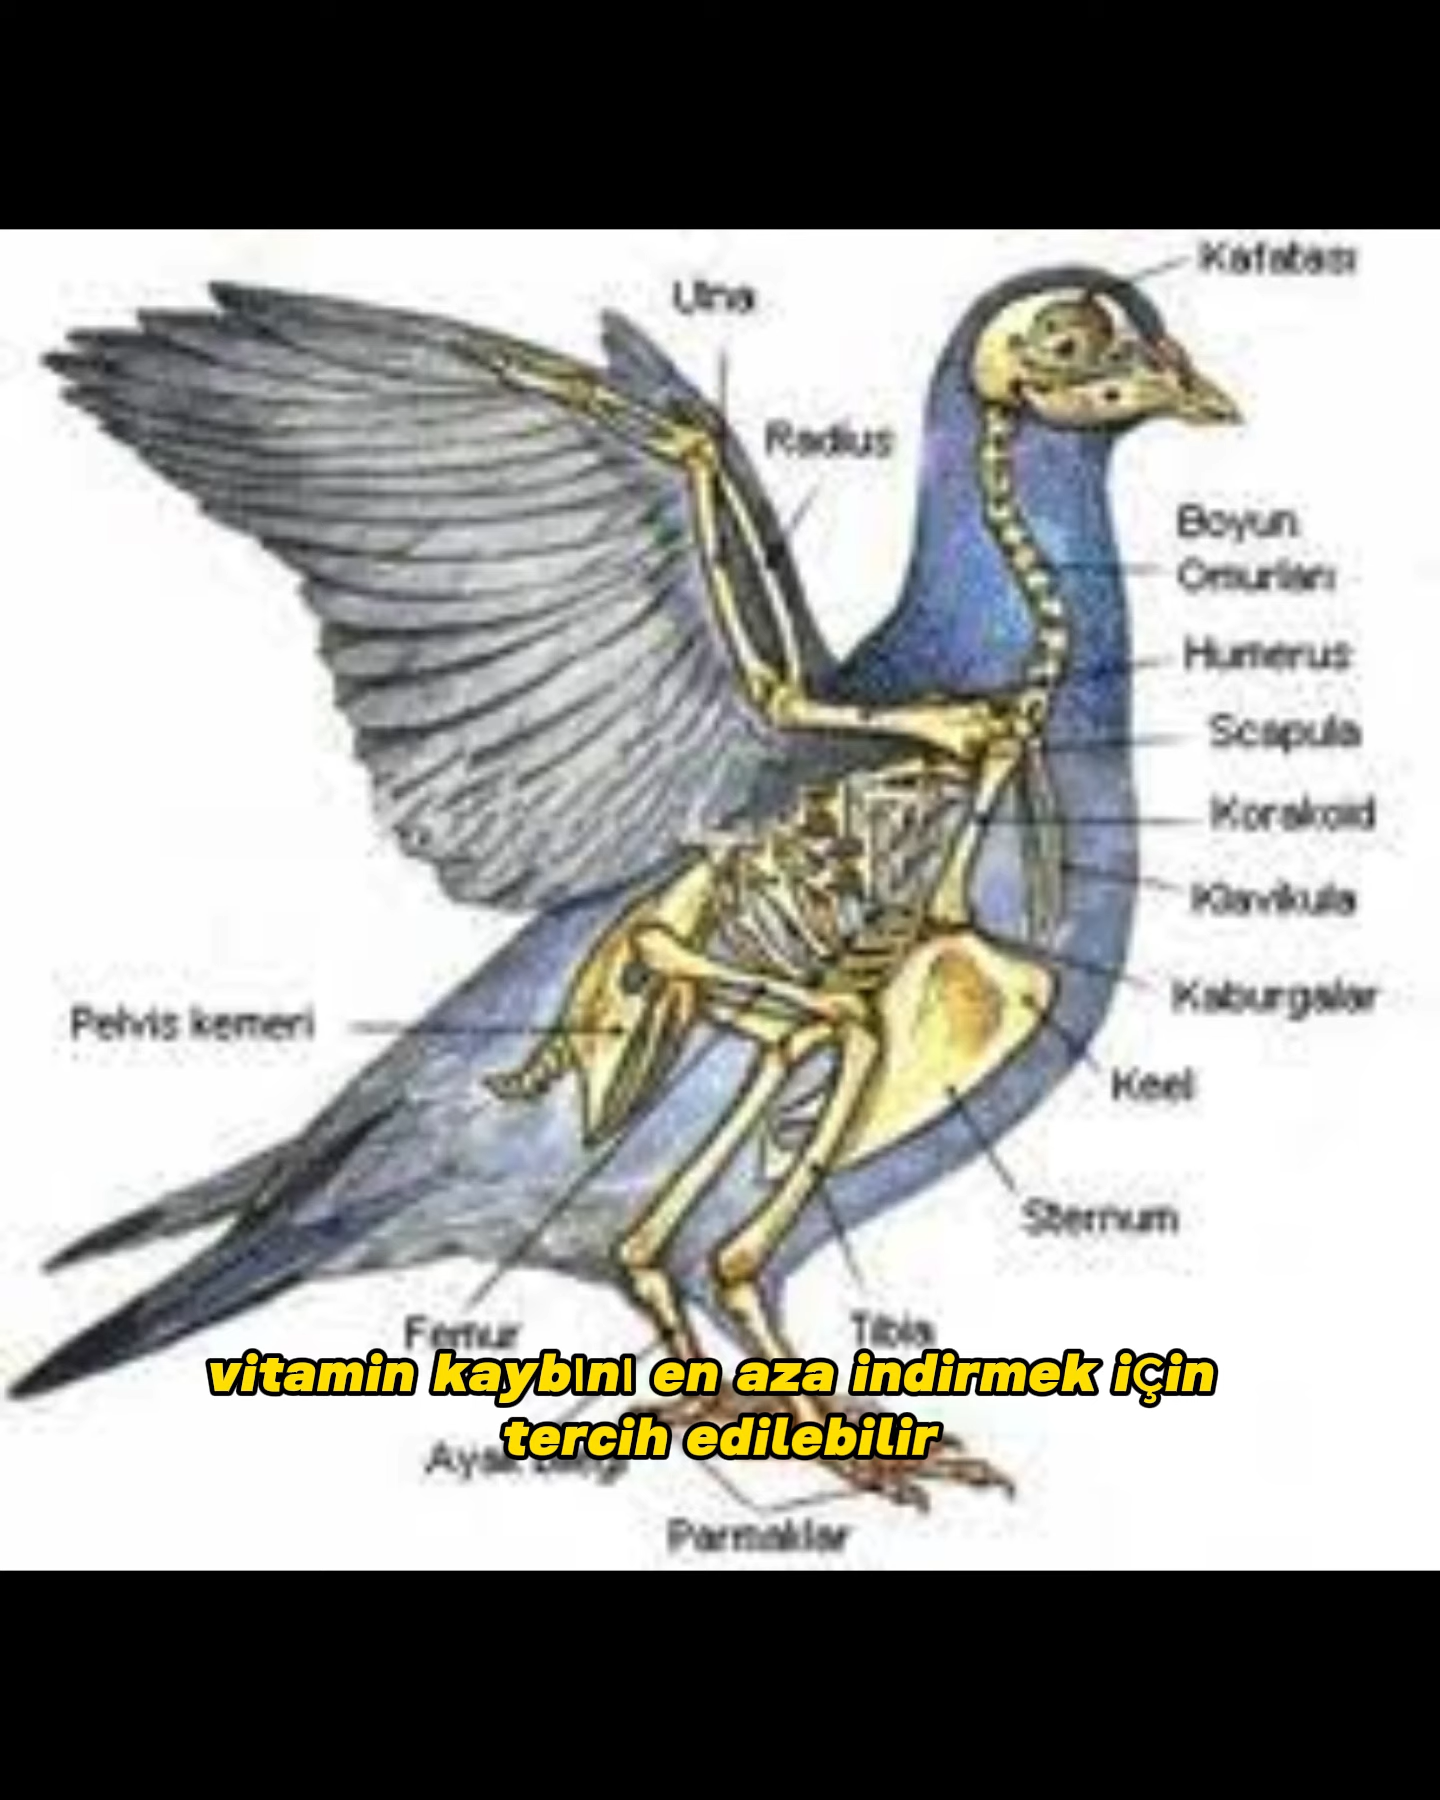 Kafatası
Ulna
Radius
Boyun
Omurları
Humerus
Scapula
Korakoid
Klavikula
Kaburgalar
Pelvis kemeri
Keel
Sternum
Femur
Tibia
vitamin kaybını en aza indirmek için
tercih edilebilir
Parmaklar